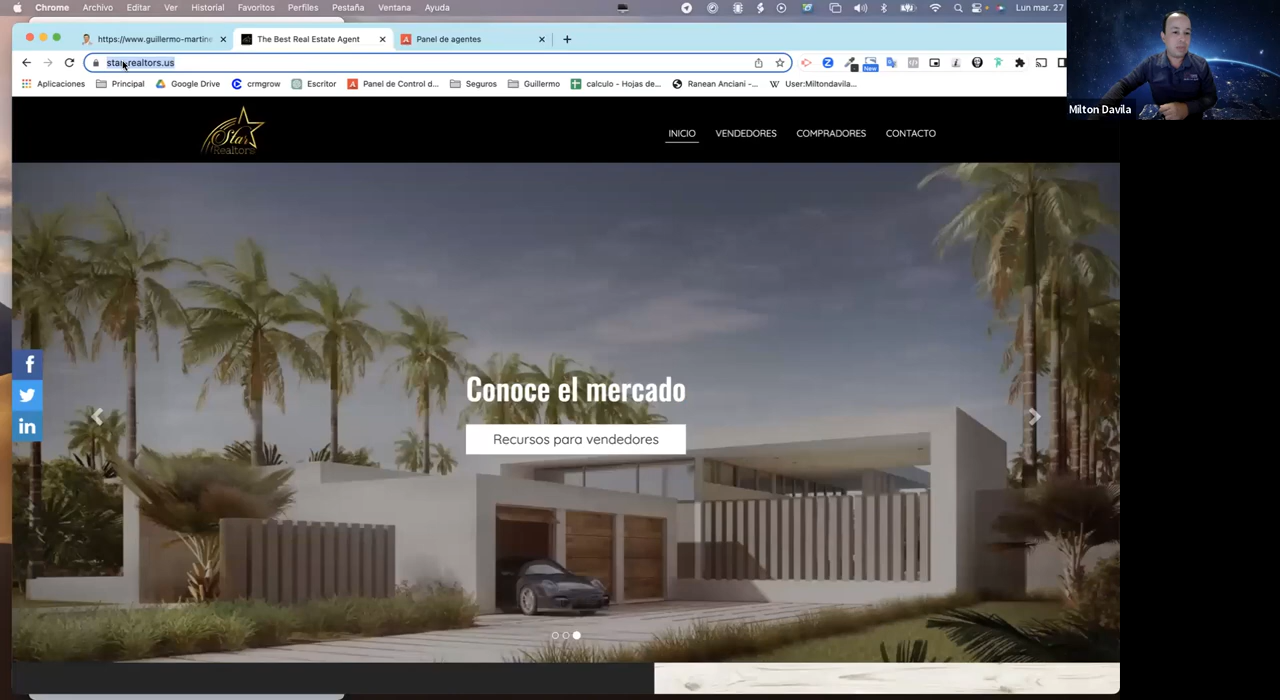 Chrome Archivo Editar Ver Historial Favoritos Perfiles Pestaña Ventana Ayuda Lun mar. 27
https://www.guillermo-martine
The Best Real Estate Agent
Panel de agentes
realtors.us
Aplicaciones Principal Google Drive crmgrow Escritor Panel de Control d... Seguros Guillermo calculo - Hojas de... Ranean Anciani -... User:Miltondavila...
New
Milton Davila
Star
Realtors
INICIO VENDEDORES COMPRADORES CONTACTO
Conoce el mercado
Recursos para vendedores